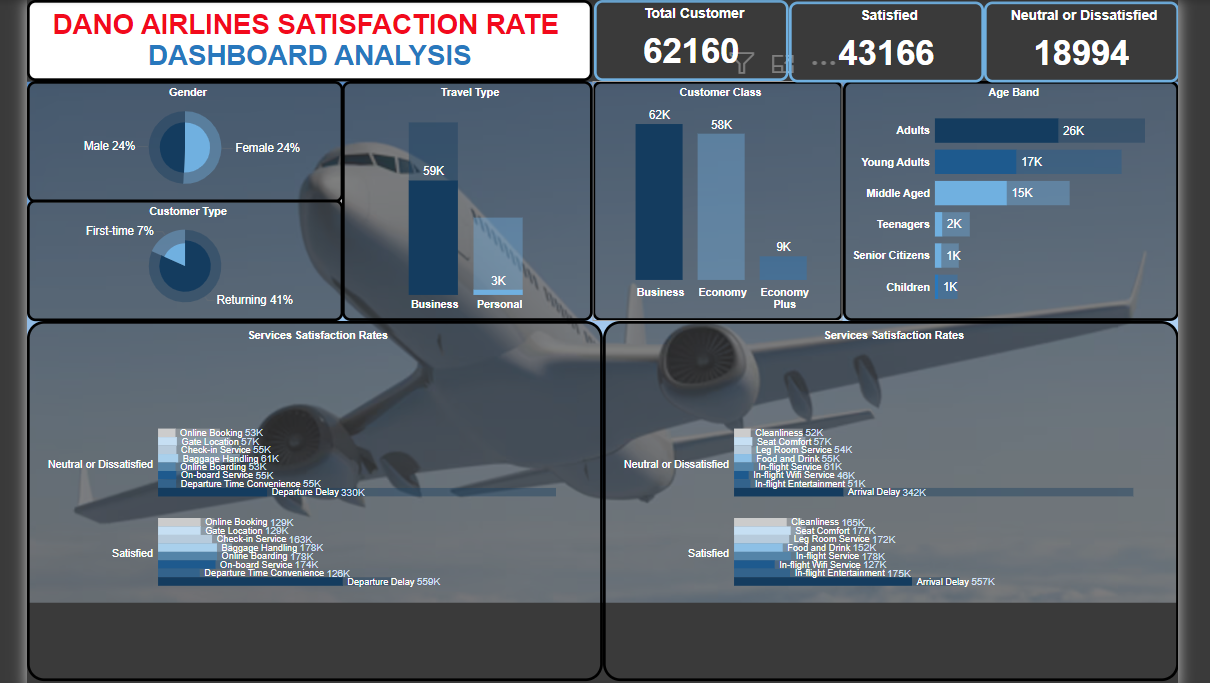 DANO AIRLINES SATISFACTION RATE
DASHBOARD ANALYSIS
Total Customer
62160
Satisfied
43166
Neutral or Dissatisfied
18994
Gender
Male 24%
Female 24%
Customer Type
First-time 7%
Returning 41%
Travel Type
59K
3K
Business
Personal
Customer Class
62K
58K
9K
Business
Economy
Economy
Plus
Age Band
Adults
26K
Young Adults
17K
Middle Aged
15K
Teenagers
2K
Senior Citizens
1K
Children
1K
Services Satisfaction Rates
Neutral or Dissatisfied
Online Booking 53K
Gate Location 57K
Check-in Service 55K
Baggage Handling 61K
Online Boarding 53K
On-board Service 55K
Departure Time Convenience 55K
Departure Delay 330K
Satisfied
Online Booking 129K
Gate Location 129K
Check-in Service 163K
Baggage Handling 178K
Online Boarding 178K
On-board Service 174K
Departure Time Convenience 126K
Departure Delay 559K
Services Satisfaction Rates
Neutral or Dissatisfied
Cleanliness 52K
Seat Comfort 57K
Leg Room Service 54K
Food and Drink 55K
In-flight Service 61K
In-flight Wifi Service 46K
In-flight Entertainment 51K
Arrival Delay 342K
Satisfied
Cleanliness 165K
Seat Comfort 177K
Leg Room Service 172K
Food and Drink 152K
In-flight Service 178K
In-flight Wifi Service 127K
In-flight Entertainment 175K
Arrival Delay 557K